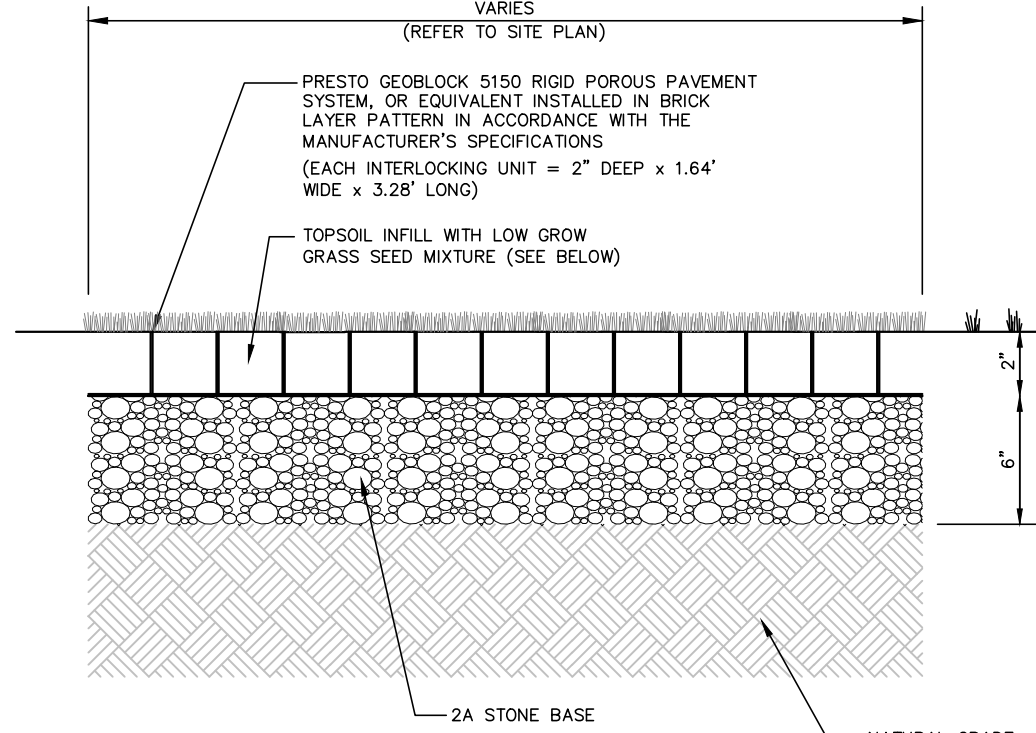 VARIES
(REFER TO SITE PLAN)
PRESTO GEOBLOCK 5150 RIGID POROUS PAVEMENT
SYSTEM, OR EQUIVALENT INSTALLED IN BRICK
LAYER PATTERN IN ACCORDANCE WITH THE
MANUFACTURER'S SPECIFICATIONS
(EACH INTERLOCKING UNIT = 2" DEEP x 1.64'
WIDE x 3.28' LONG)
TOPSOIL INFILL WITH LOW GROW
GRASS SEED MIXTURE (SEE BELOW)
2"
6"
2A STONE BASE
NATURAL GRADE